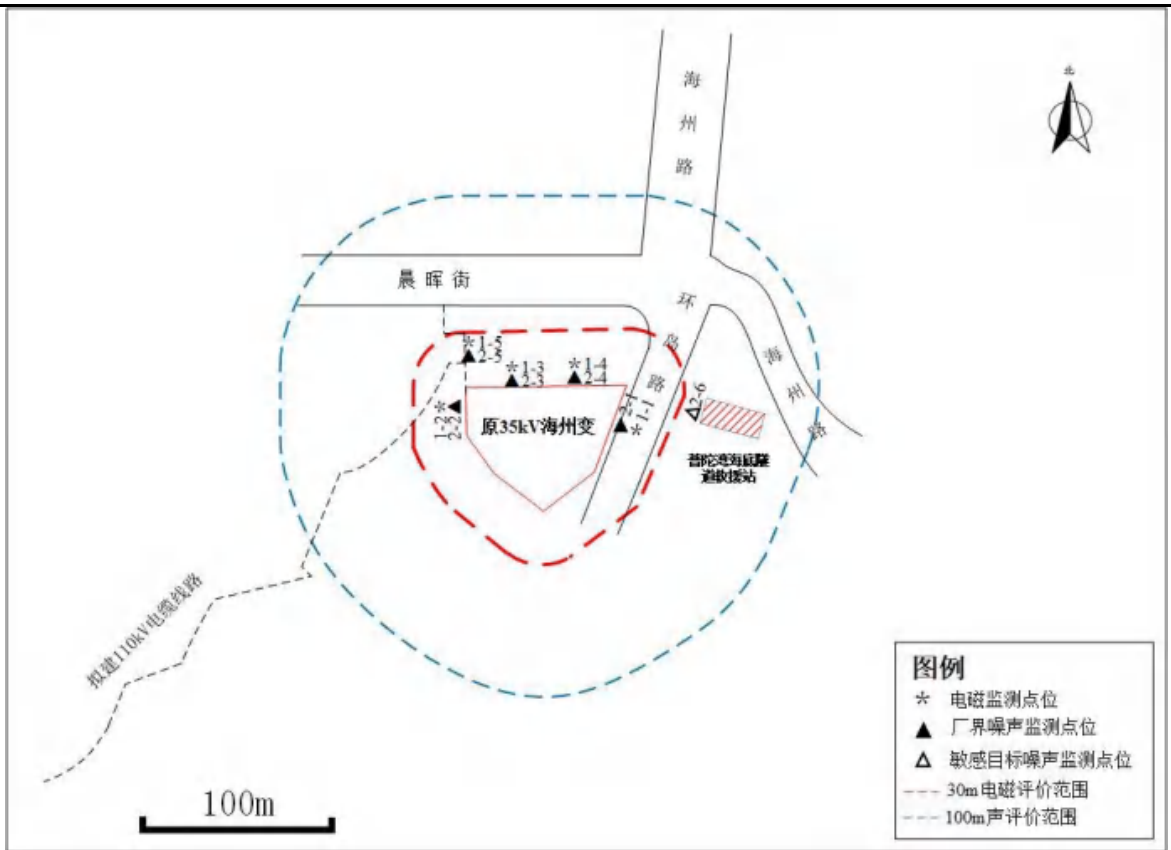 北
海州路
晨晖街
环岛路
海州路
1-5
2-5
1-3
2-3
1-4
2-4
1-2
2-2
2-1
1-1
2-6
原35kV海州变
普陀湾海底隧
道救援站
拟建110kV电缆线路
100m
图例
电磁监测点位
厂界噪声监测点位
敏感目标噪声监测点位
30m电磁评价范围
100m声评价范围